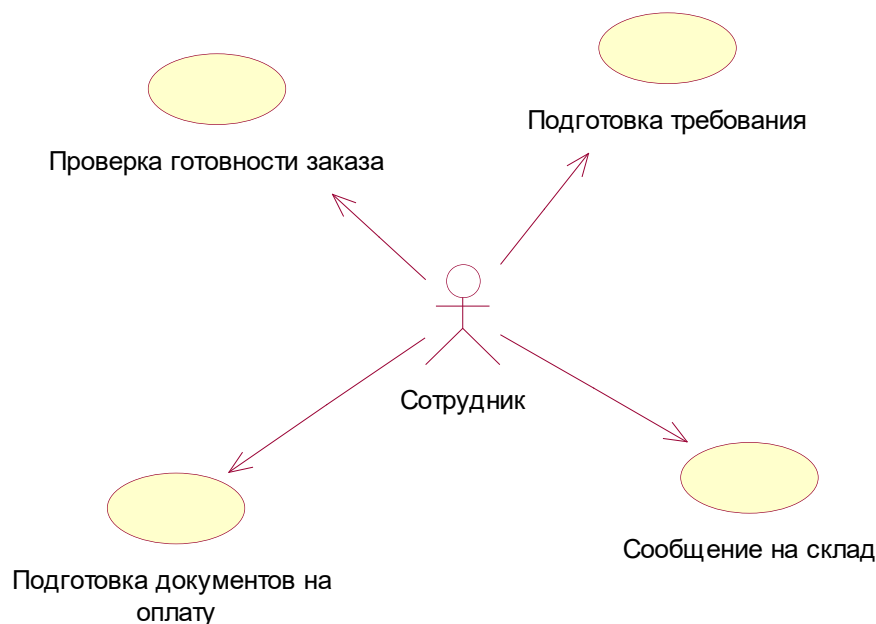 Подготовка требования
Проверка готовности заказа
Сотрудник
Сообщение на склад
Подготовка документов на
оплату